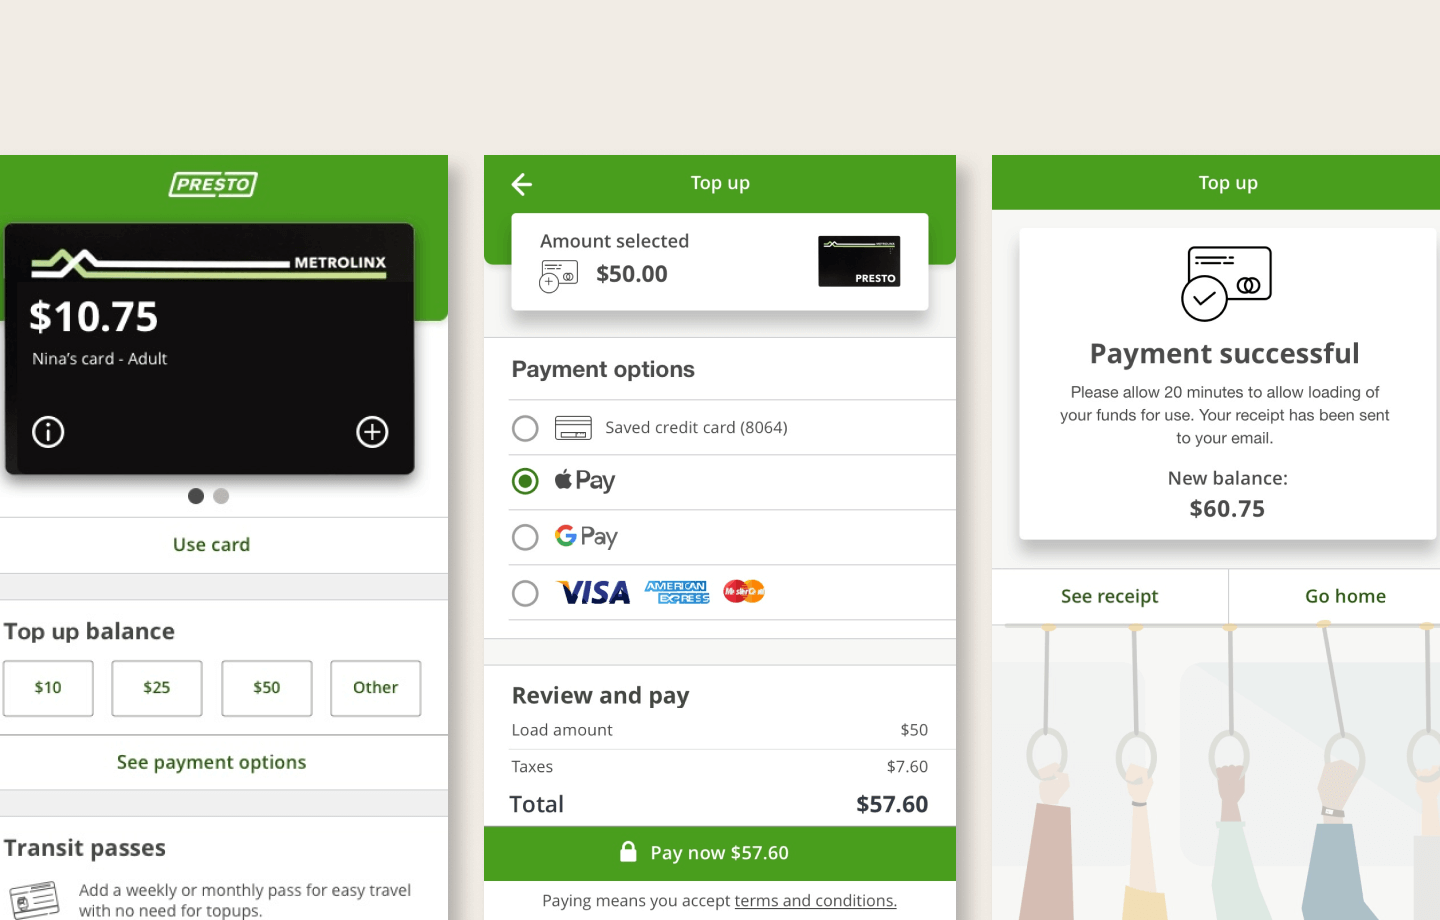 PRESTO
METROLINX
$10.75
Nina's card - Adult
Use card
Top up balance
$10
$25
$50
Other
See payment options
Transit passes
Add a weekly or monthly pass for easy travel
with no need for topups.
Top up
Amount selected
$50.00
METROLINX
PRESTO
Payment options
Saved credit card (8064)
Pay
G Pay
VISA
AMERICAN
EXPRESS
MasterCard
Review and pay
Load amount $50
Taxes $7.60
Total $57.60
Pay now $57.60
Paying means you accept terms and conditions.
Top up
Payment successful
Please allow 20 minutes to allow loading of
your funds for use. Your receipt has been sent
to your email.
New balance:
$60.75
See receipt
Go home